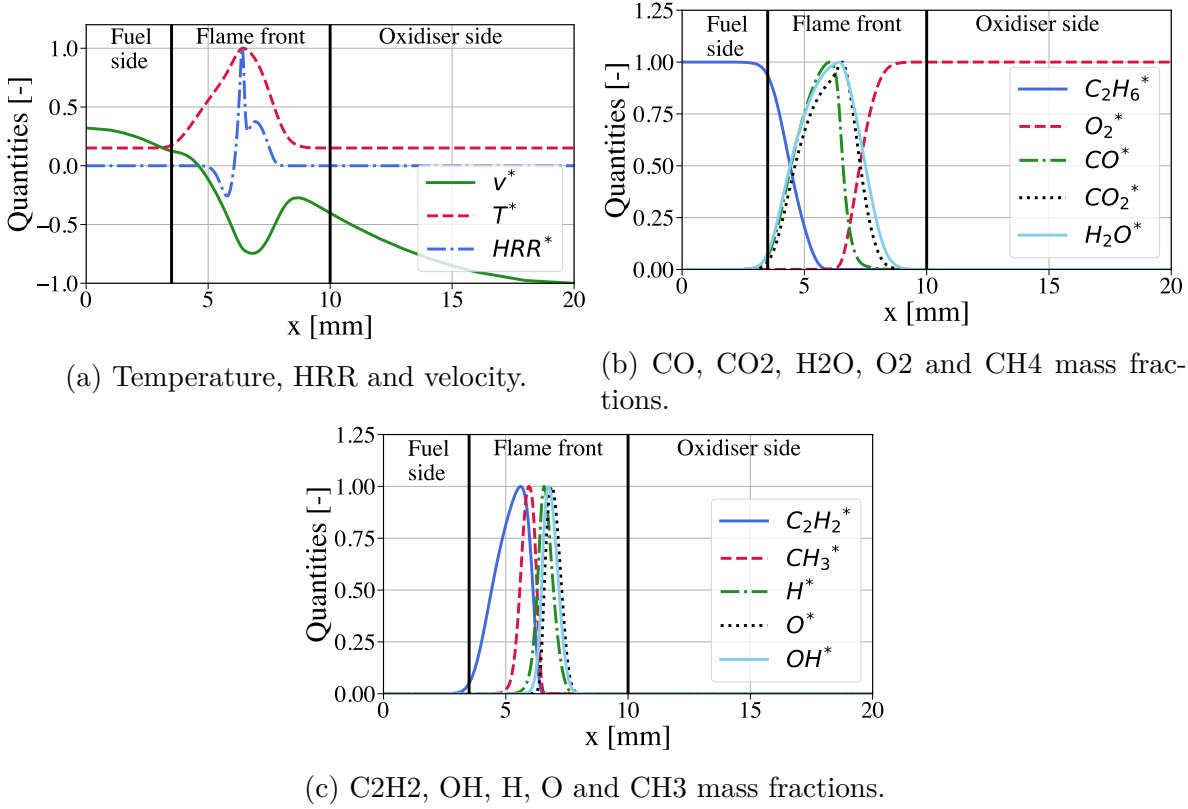 Fuel
side
Flame front
Oxidiser side
Quantities [-]
1.0
0.5
0.0
−0.5
−1.0
v*
T*
HRR*
0 5 10 15 20
x [mm]
(a) Temperature, HRR and velocity.
Fuel
side
Flame front
Oxidiser side
Quantities [-]
1.25
1.00
0.75
0.50
0.25
0.00
C₂H₆*
O₂*
CO*
CO₂*
H₂O*
0 5 10 15 20
x [mm]
(b) CO, CO2, H2O, O2 and CH4 mass frac-
tions.
Fuel
side
Flame front
Oxidiser side
Quantities [-]
1.25
1.00
0.75
0.50
0.25
0.00
C₂H₂*
CH₃*
H*
O*
OH*
0 5 10 15 20
x [mm]
(c) C2H2, OH, H, O and CH3 mass fractions.